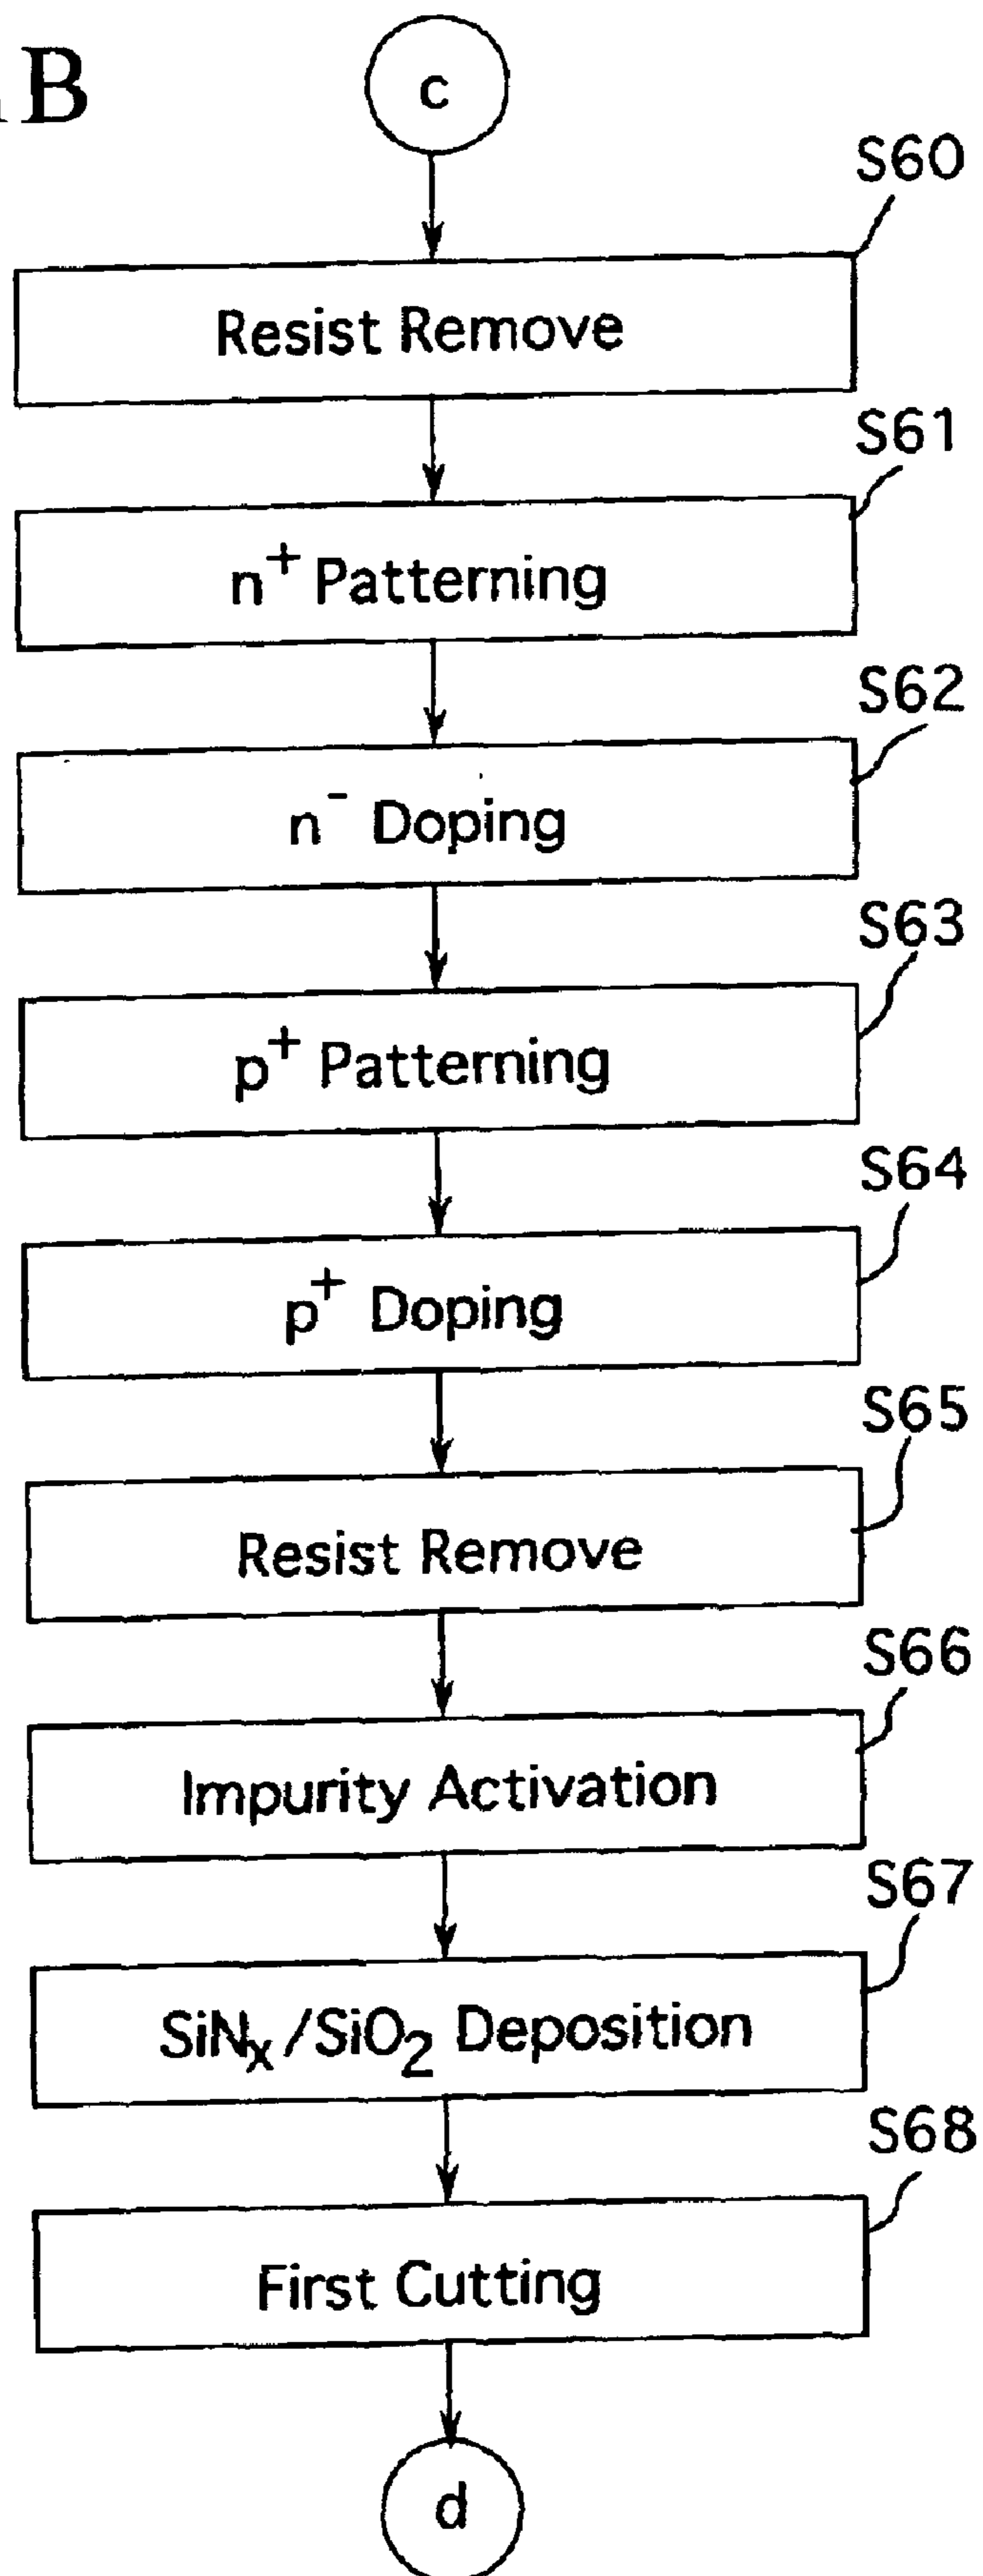 B
c
S60
Resist Remove
S61
n⁺ Patterning
S62
n⁻ Doping
S63
p⁺ Patterning
S64
p⁺ Doping
S65
Resist Remove
S66
Impurity Activation
S67
SiNₓ/SiO₂ Deposition
S68
First Cutting
d